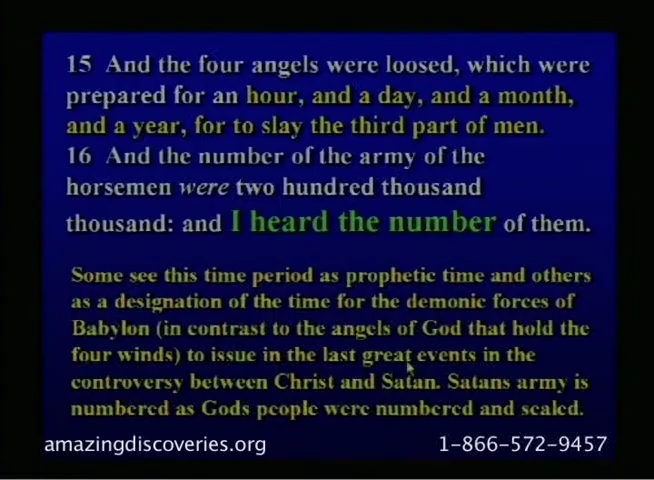 15 And the four angels were loosed, which were
prepared for an hour, and a day, and a month,
and a year, for to slay the third part of men.
16 And the number of the army of the
horsemen were two hundred thousand
thousand: and I heard the number of them.
Some see this time period as prophetic time and others
as a designation of the time for the demonic forces of
Babylon (in contrast to the angels of God that hold the
four winds) to issue in the last great events in the
controversy between Christ and Satan. Satans army is
numbered as Gods people were numbered and sealed.
amazingdiscoveries.org 1-866-572-9457